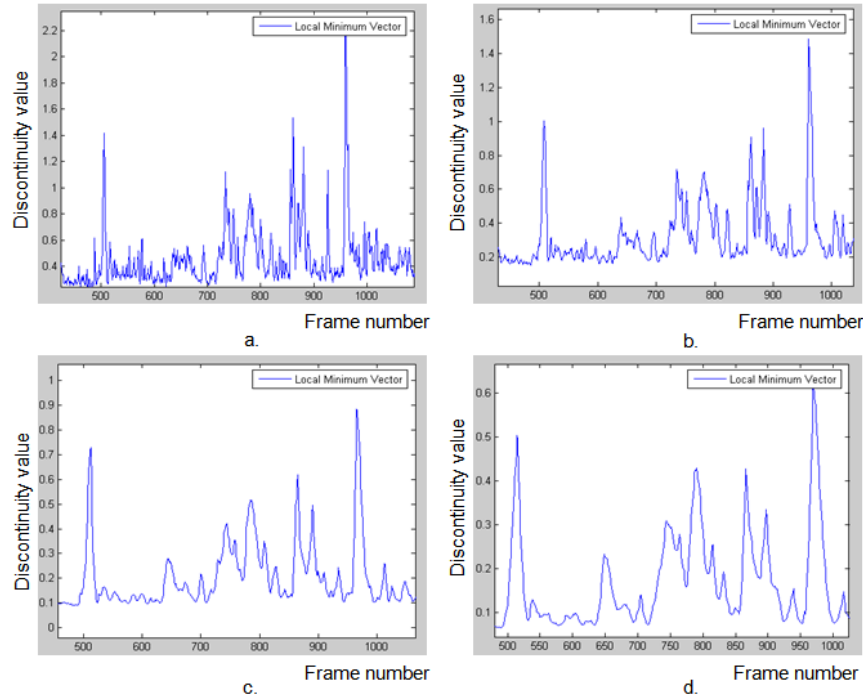 Local Minimum Vector
Discontinuity value
2.2
2
1.8
1.6
1.4
1.2
1
0.8
0.6
0.4
500 600 700 800 900 1000
Frame number
a.
Local Minimum Vector
Discontinuity value
1.6
1.4
1.2
1
0.8
0.6
0.4
0.2
500 600 700 800 900 1000
Frame number
b.
Local Minimum Vector
Discontinuity value
1
0.9
0.8
0.7
0.6
0.5
0.4
0.3
0.2
0.1
0
500 600 700 800 900 1000
Frame number
c.
Local Minimum Vector
Discontinuity value
0.6
0.5
0.4
0.3
0.2
0.1
500 550 600 650 700 750 800 850 900 950 1000
Frame number
d.